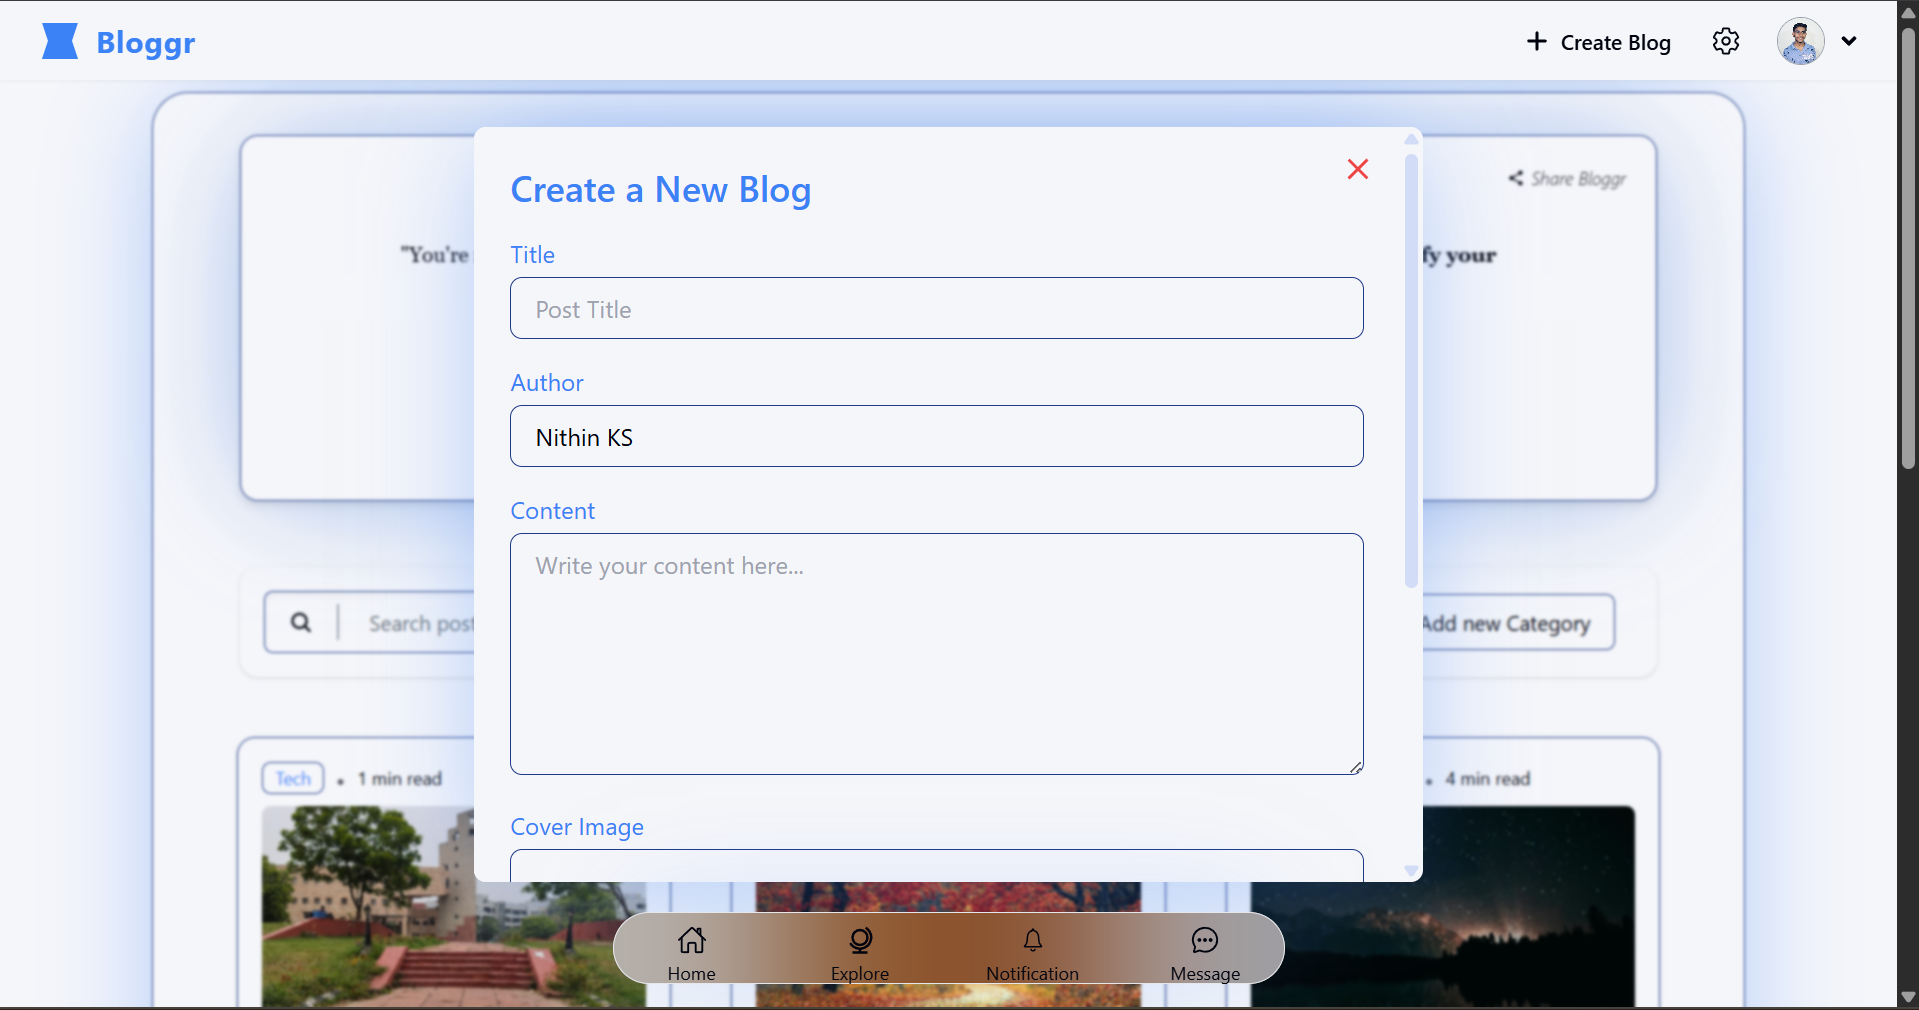 Bloggr
Create Blog
Share Bloggr
"You're
fy your
Create a New Blog
Title
Post Title
Author
Nithin KS
Content
Write your content here...
Cover Image
Search post
Add new Category
Tech • 1 min read
• 4 min read
Home
Explore
Notification
Message